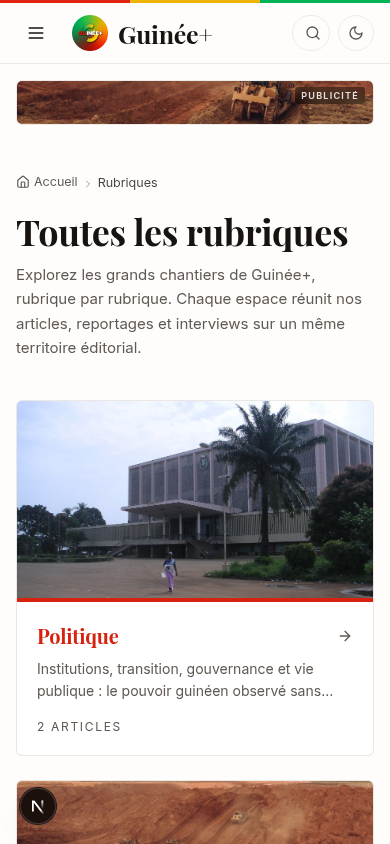 Guinée+
PUBLICITÉ
Accueil › Rubriques
Toutes les rubriques
Explorez les grands chantiers de Guinée+,
rubrique par rubrique. Chaque espace réunit nos
articles, reportages et interviews sur un même
territoire éditorial.
Politique
Institutions, transition, gouvernance et vie
publique : le pouvoir guinéen observé sans...
2 ARTICLES
N